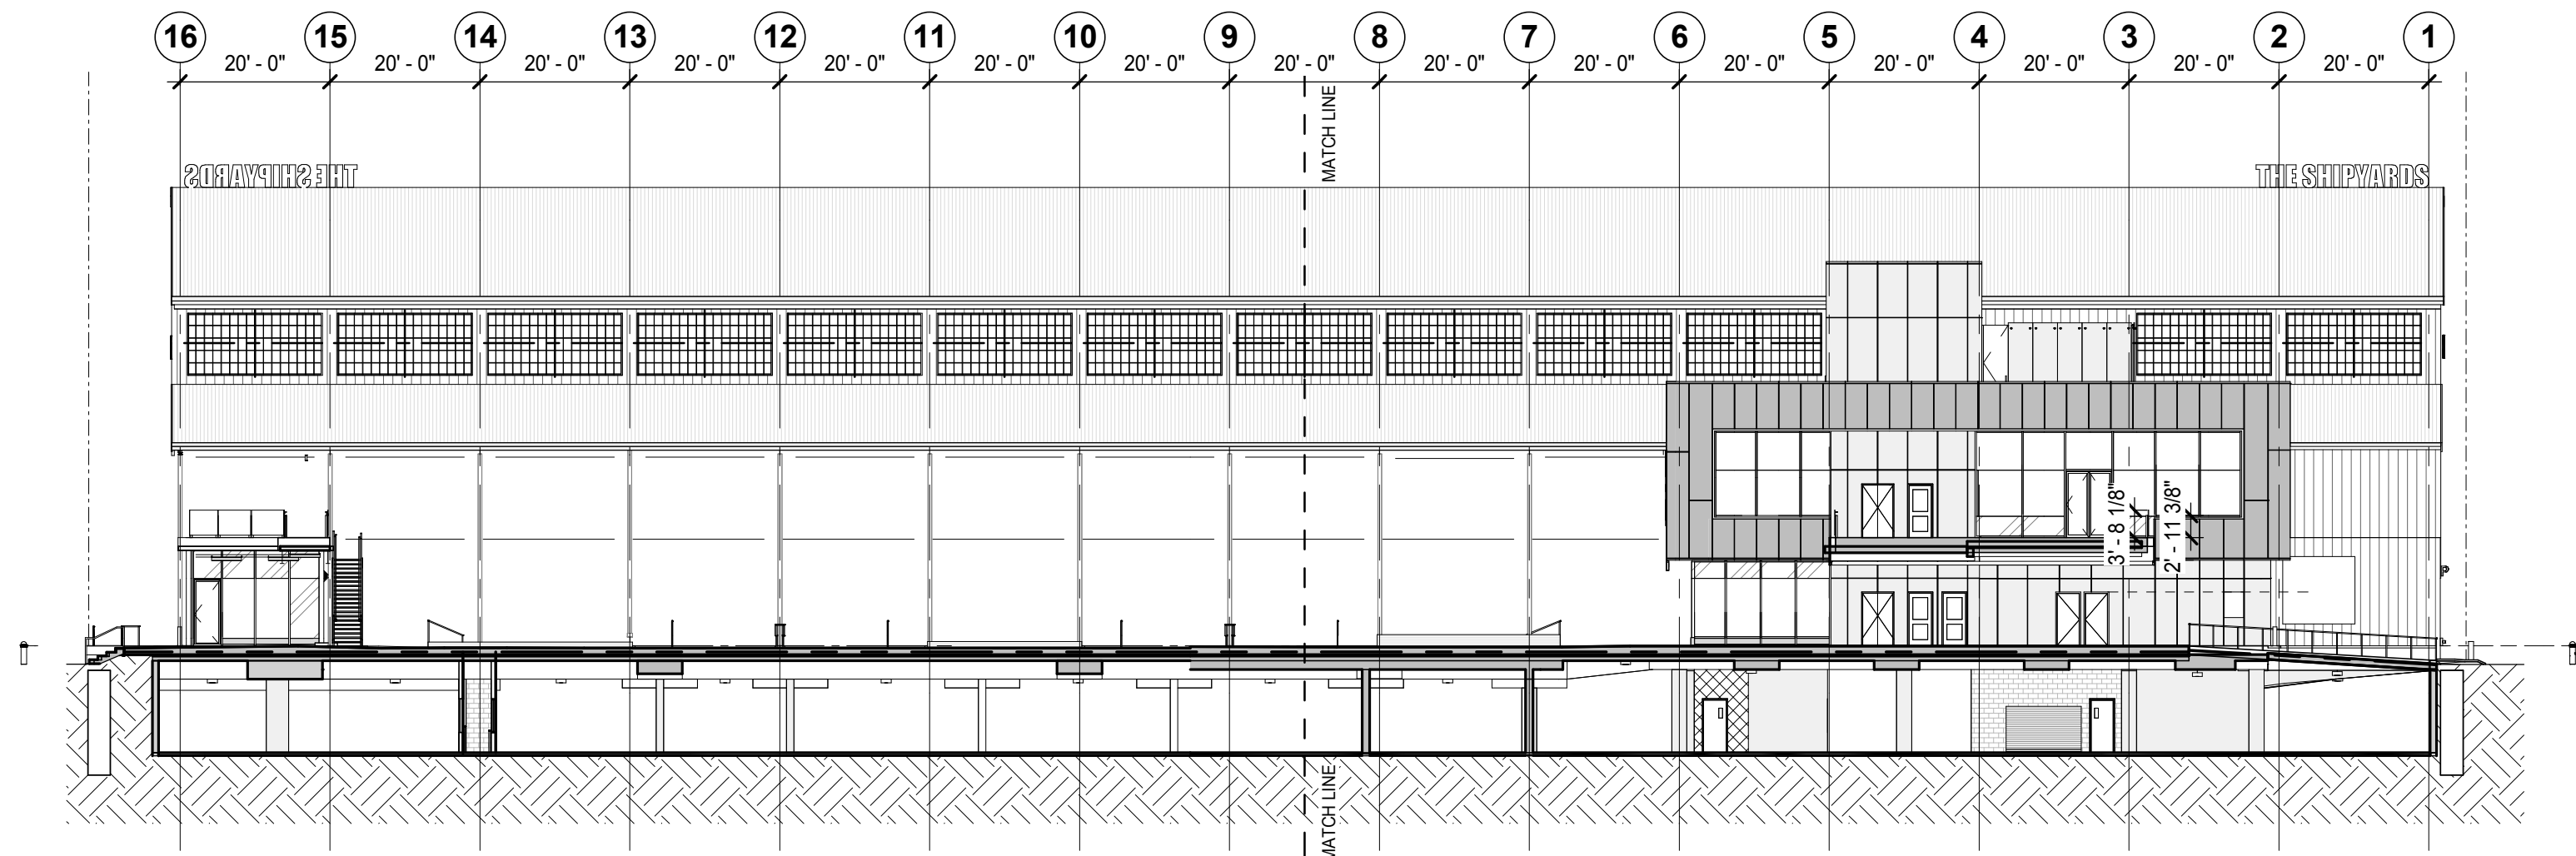 16 15 14 13 12 11 10 9 8 7 6 5 4 3 2 1
20' - 0" 20' - 0" 20' - 0" 20' - 0" 20' - 0" 20' - 0" 20' - 0" 20' - 0" 20' - 0" 20' - 0" 20' - 0" 20' - 0" 20' - 0" 20' - 0" 20' - 0"
MATCH LINE
THE SHIPYARDS
THE SHIPYARDS
3' - 8 1/8"
2' - 11 3/8"
MATCH LINE